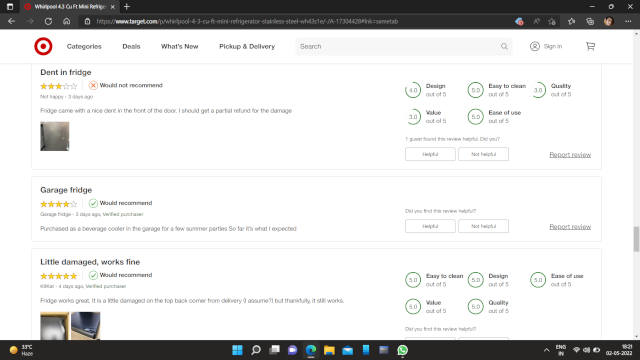 Whirlpool 4.3 Cu Ft Mini Refrige
https://www.target.com/p/whirlpool-4-3-cu-ft-mini-refrigerator-stainless-steel-wh43s1e/-/A-17304428#lnk=sametab
Categories Deals What's New Pickup & Delivery Search Sign in
Dent in fridge
Would not recommend
Not happy - 3 days ago
Fridge came with a nice dent in the front of the door. I should get a partial refund for the damage
4.0 Design out of 5
5.0 Easy to clean out of 5
3.0 Quality out of 5
3.0 Value out of 5
5.0 Ease of use out of 5
1 guest found this review helpful. Did you?
Helpful Not helpful Report review
Garage fridge
Would recommend
Garage fridge - 3 days ago, Verified purchaser
Purchased as a beverage cooler in the garage for a few summer parties So far it's what I expected
Did you find this review helpful?
Helpful Not helpful Report review
Little damaged, works fine
Would recommend
KitKat - 4 days ago, Verified purchaser
Fridge works great. It is a little damaged on the top back corner from delivery (I assume?) but thankfully, it still works.
5.0 Easy to clean out of 5
5.0 Design out of 5
5.0 Ease of use out of 5
5.0 Value out of 5
5.0 Quality out of 5
Did you find this review helpful?
33°C
Haze
ENG
IN
18:21
02-05-2022